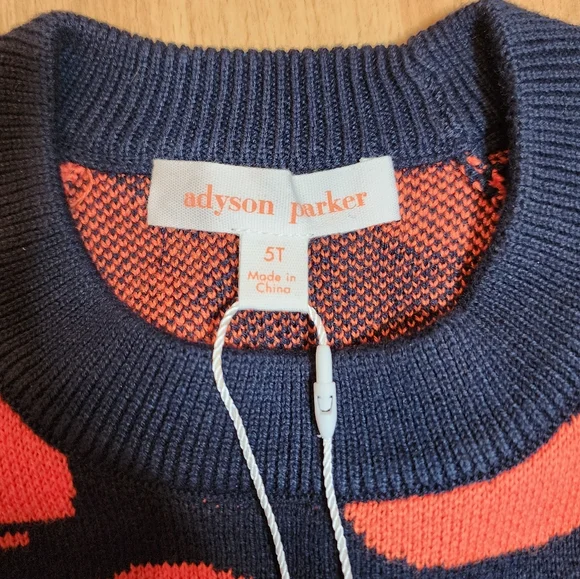 adyson parker
5T
Made in
China